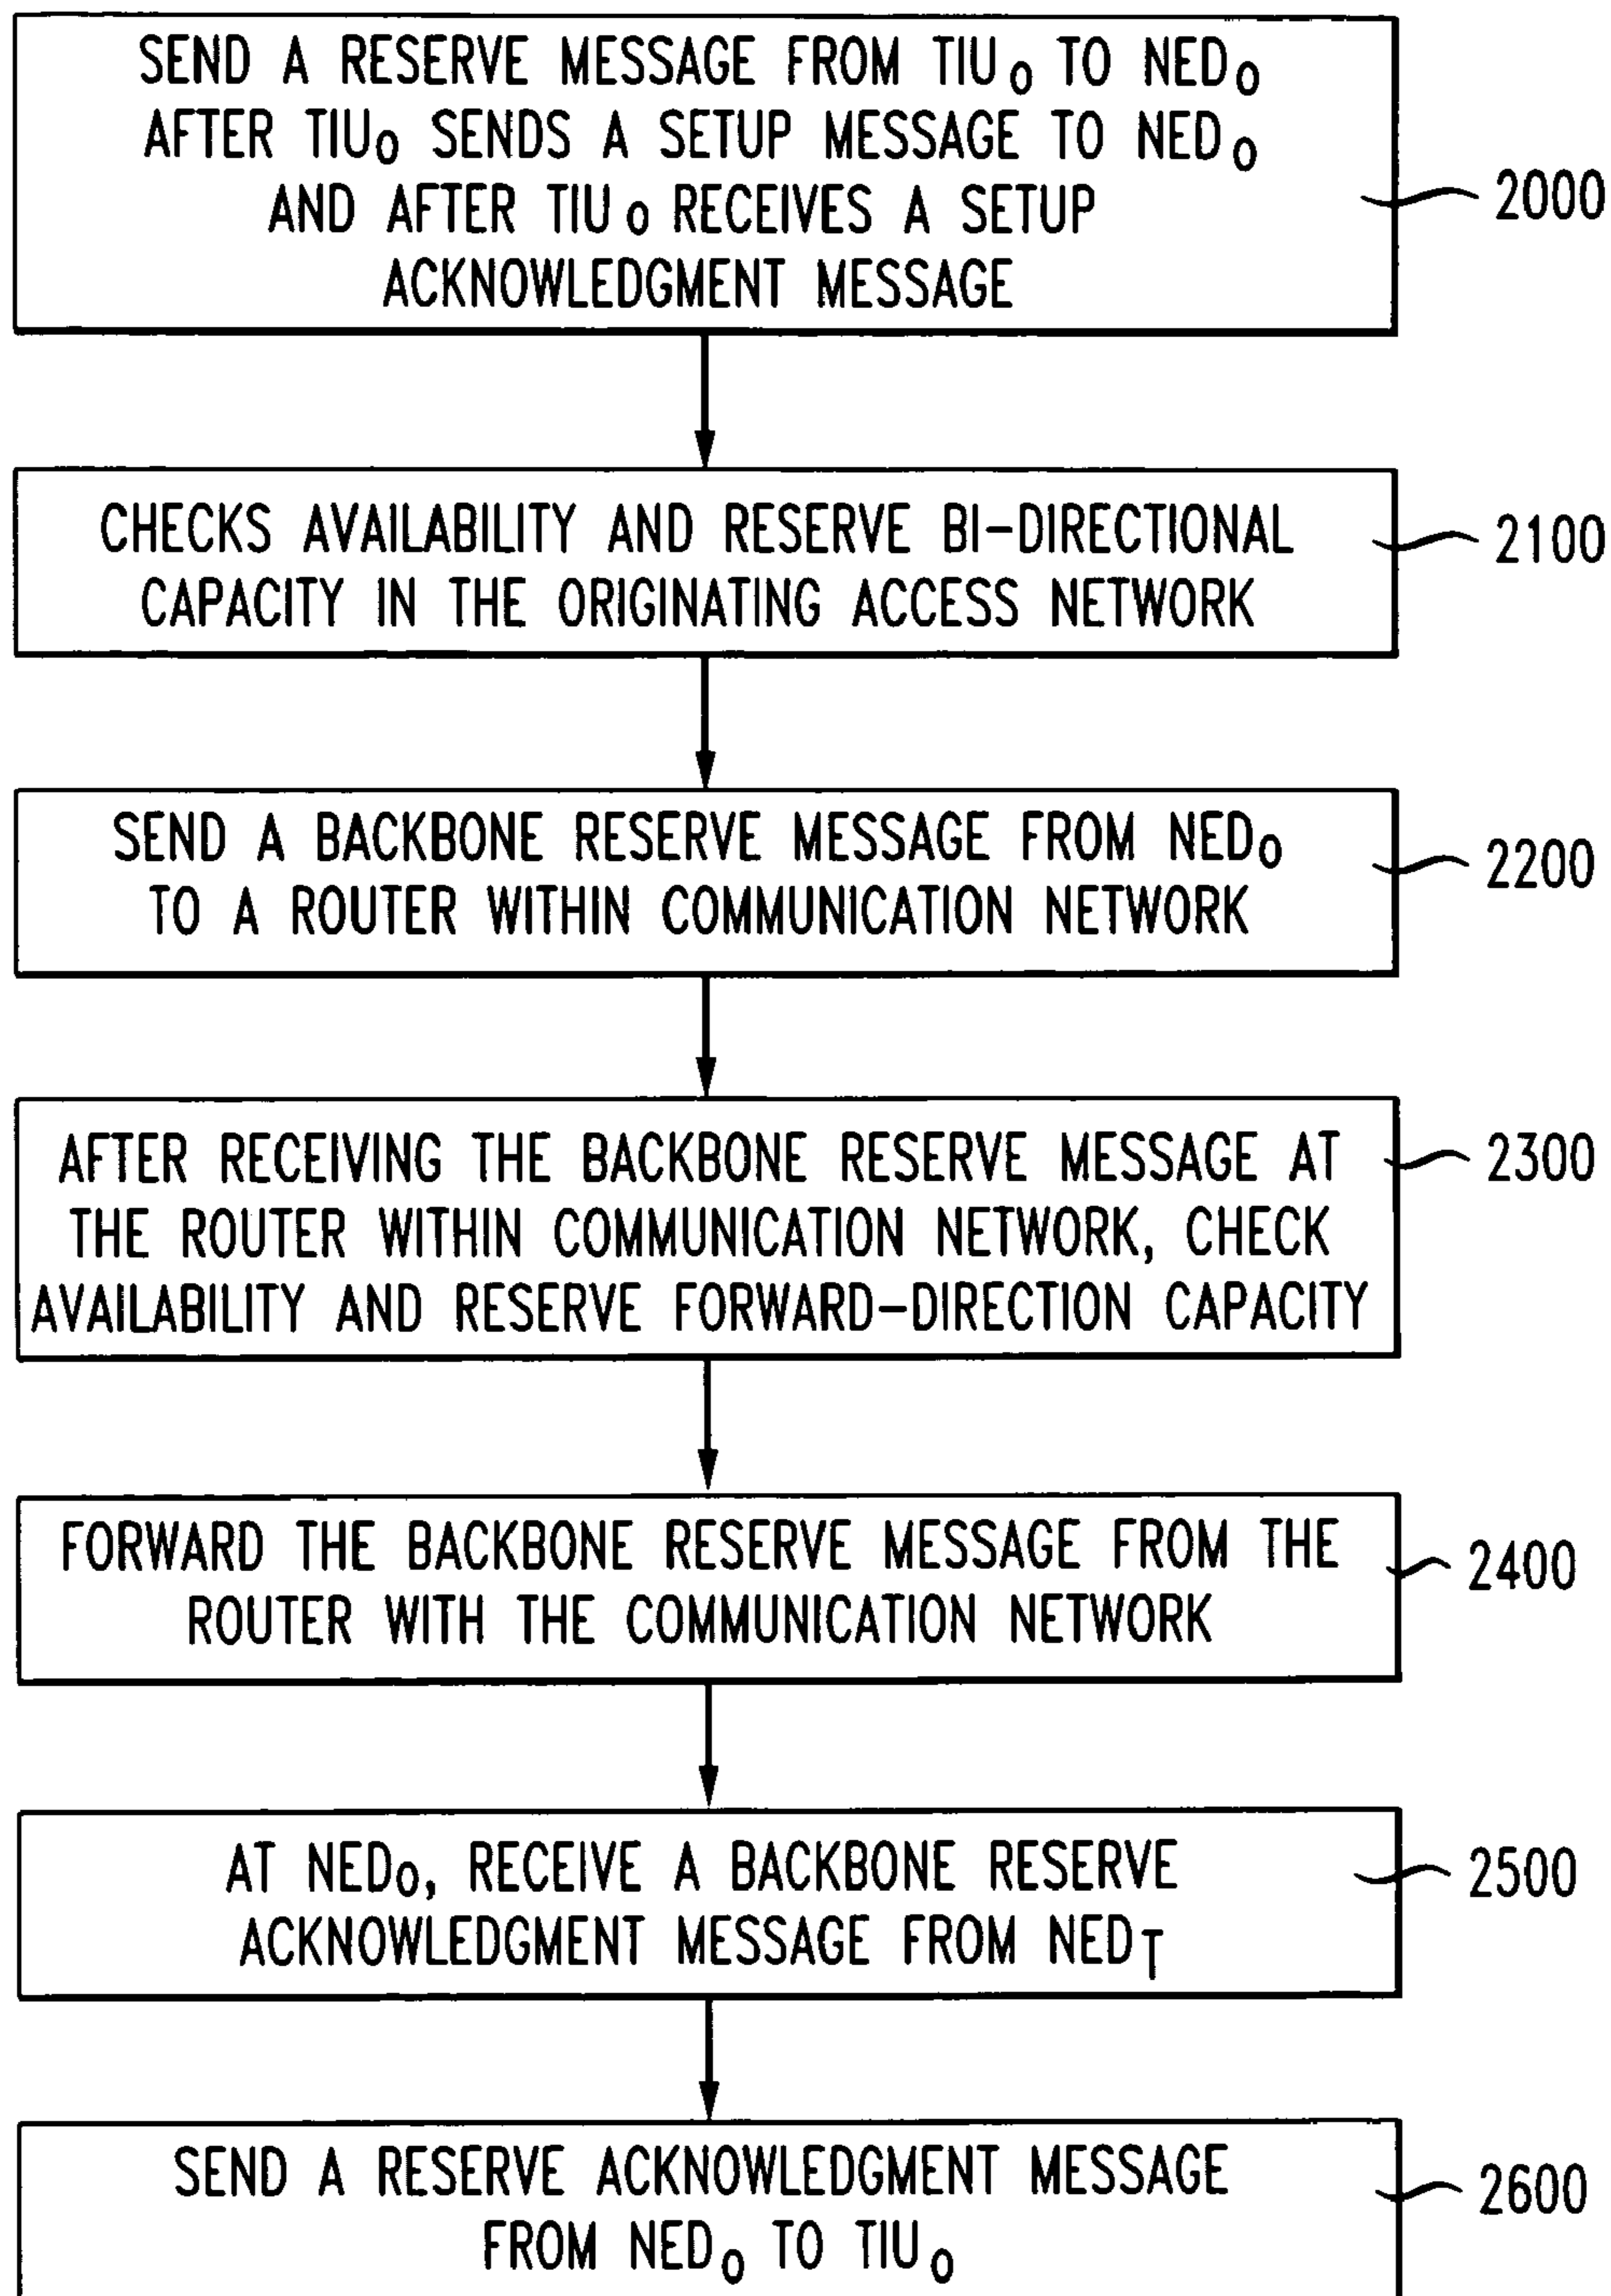 SEND A RESERVE MESSAGE FROM TIU₀ TO NED₀
AFTER TIU₀ SENDS A SETUP MESSAGE TO NED₀
AND AFTER TIU₀ RECEIVES A SETUP
ACKNOWLEDGMENT MESSAGE
2000
CHECKS AVAILABILITY AND RESERVE BI-DIRECTIONAL
CAPACITY IN THE ORIGINATING ACCESS NETWORK
2100
SEND A BACKBONE RESERVE MESSAGE FROM NED₀
TO A ROUTER WITHIN COMMUNICATION NETWORK
2200
AFTER RECEIVING THE BACKBONE RESERVE MESSAGE AT
THE ROUTER WITHIN COMMUNICATION NETWORK, CHECK
AVAILABILITY AND RESERVE FORWARD-DIRECTION CAPACITY
2300
FORWARD THE BACKBONE RESERVE MESSAGE FROM THE
ROUTER WITH THE COMMUNICATION NETWORK
2400
AT NED₀, RECEIVE A BACKBONE RESERVE
ACKNOWLEDGMENT MESSAGE FROM NED_T
2500
SEND A RESERVE ACKNOWLEDGMENT MESSAGE
FROM NED₀ TO TIU₀
2600